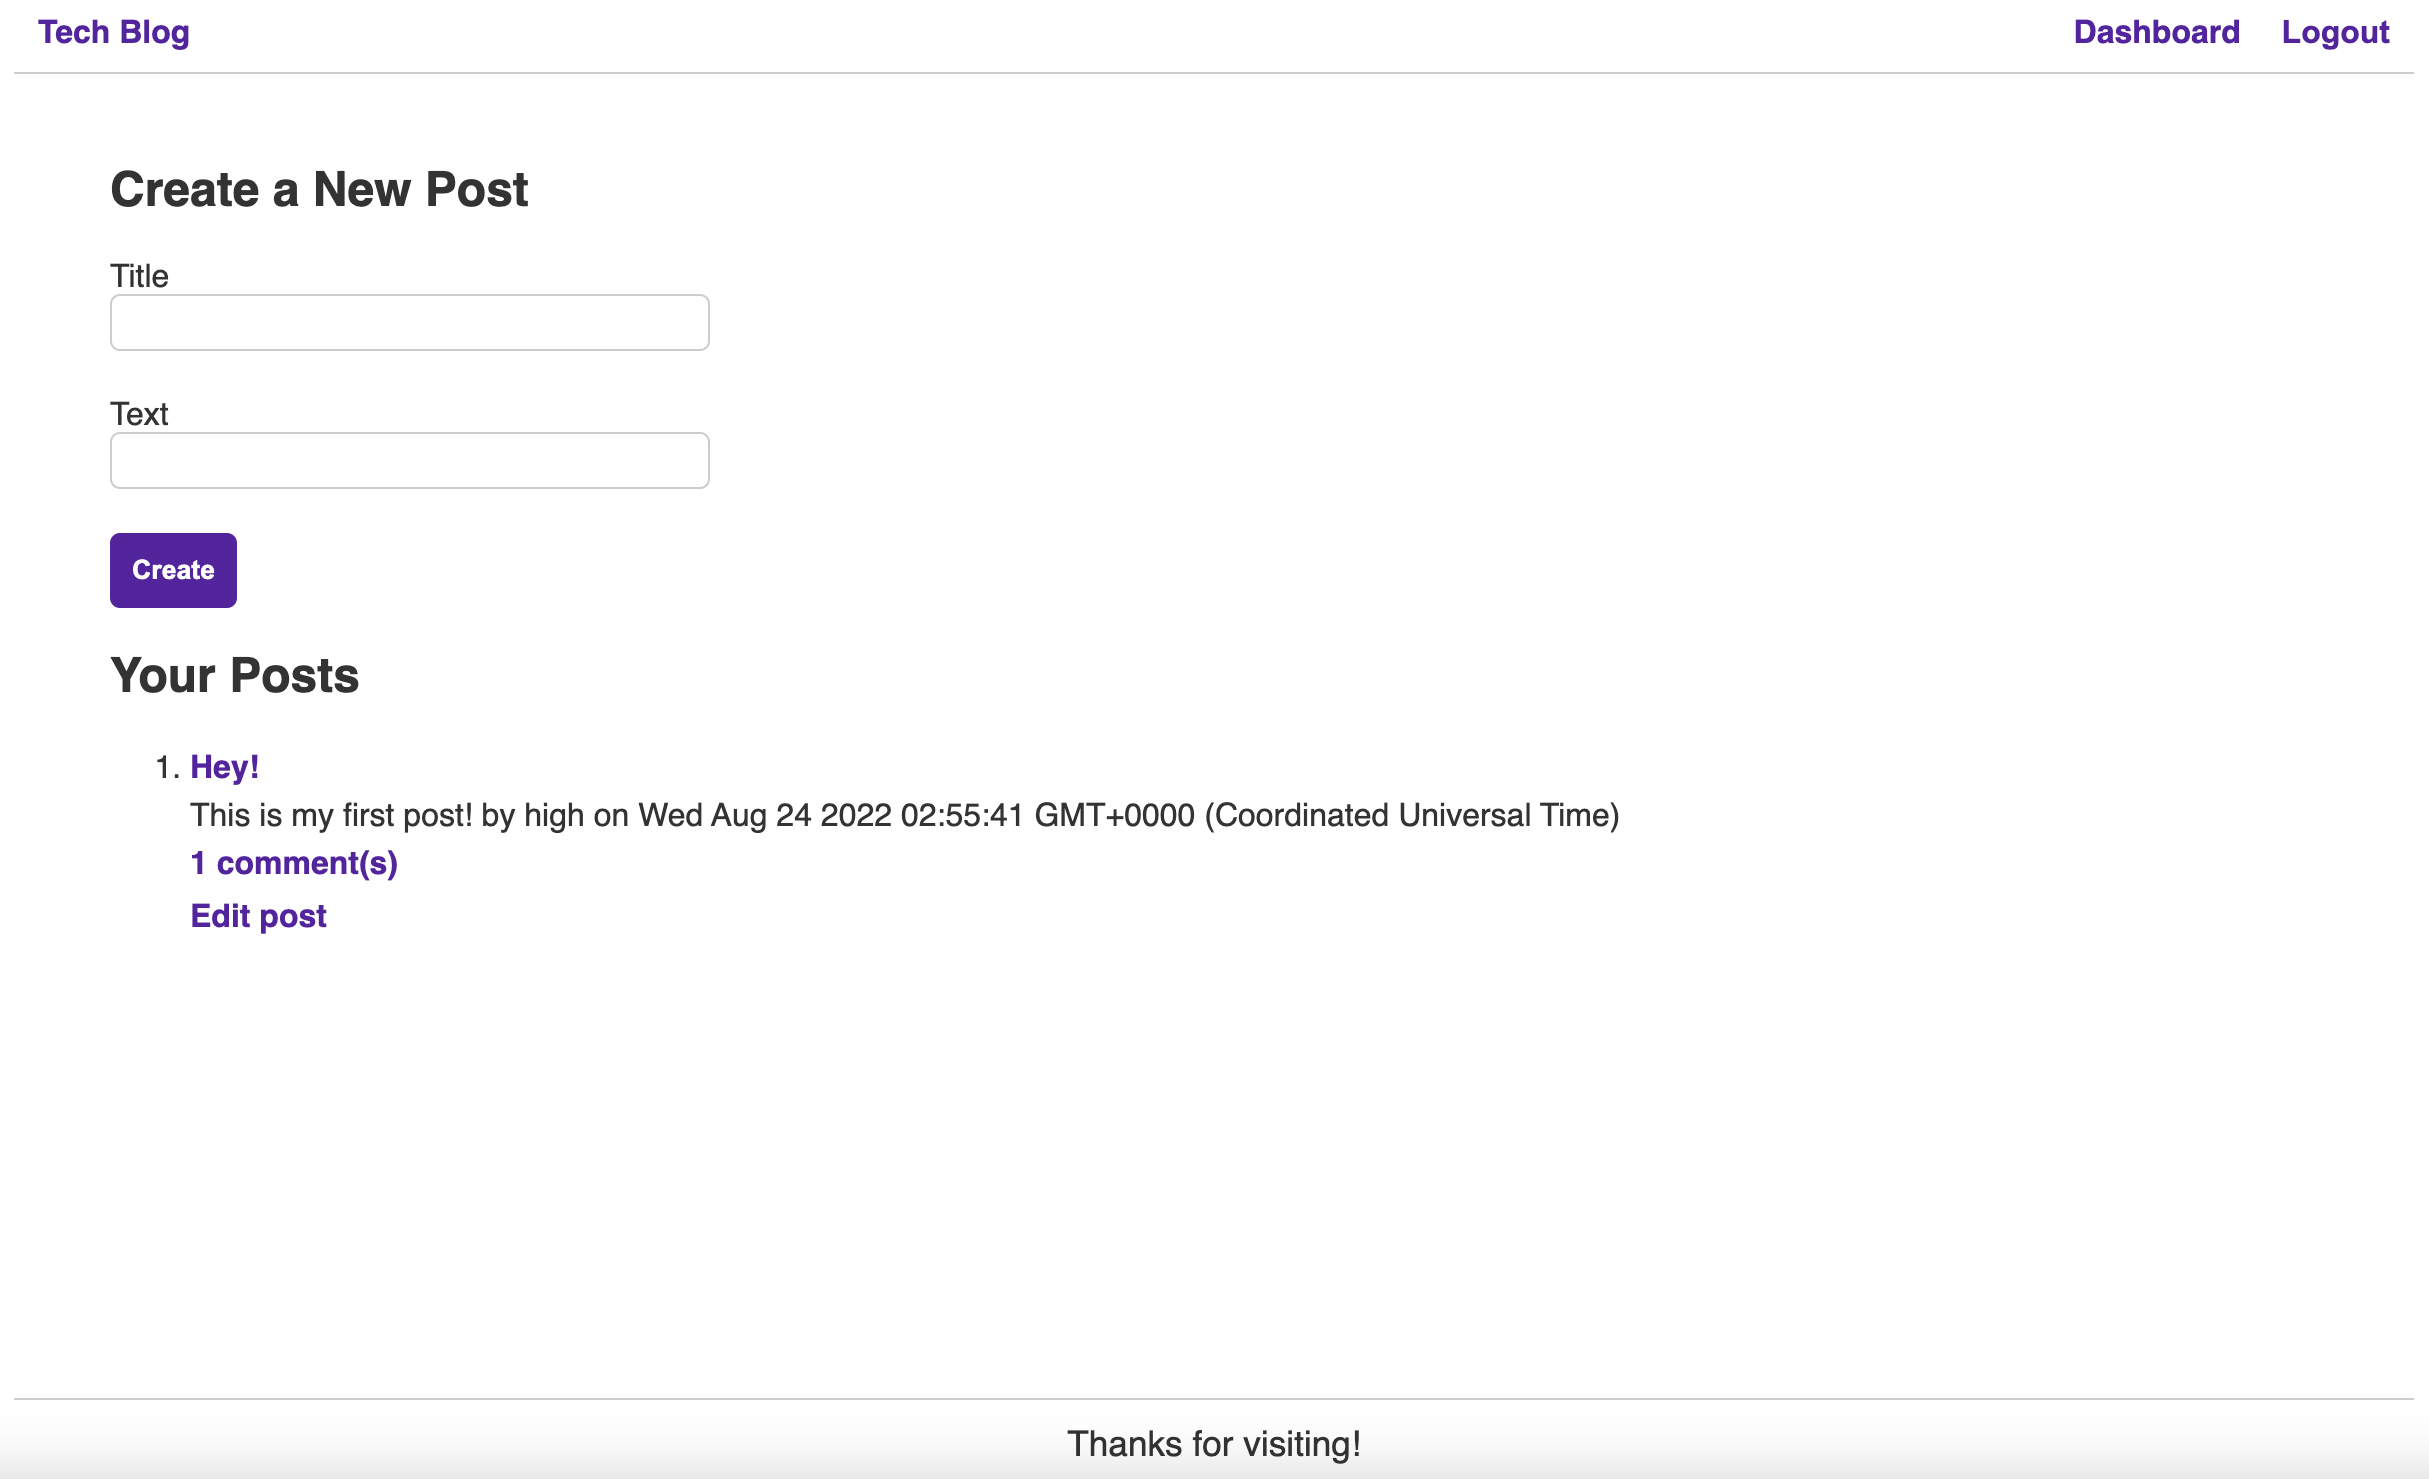 Tech Blog Dashboard Logout
Create a New Post
Title
Text
Create
Your Posts
1. Hey!
This is my first post! by high on Wed Aug 24 2022 02:55:41 GMT+0000 (Coordinated Universal Time)
1 comment(s)
Edit post
Thanks for visiting!